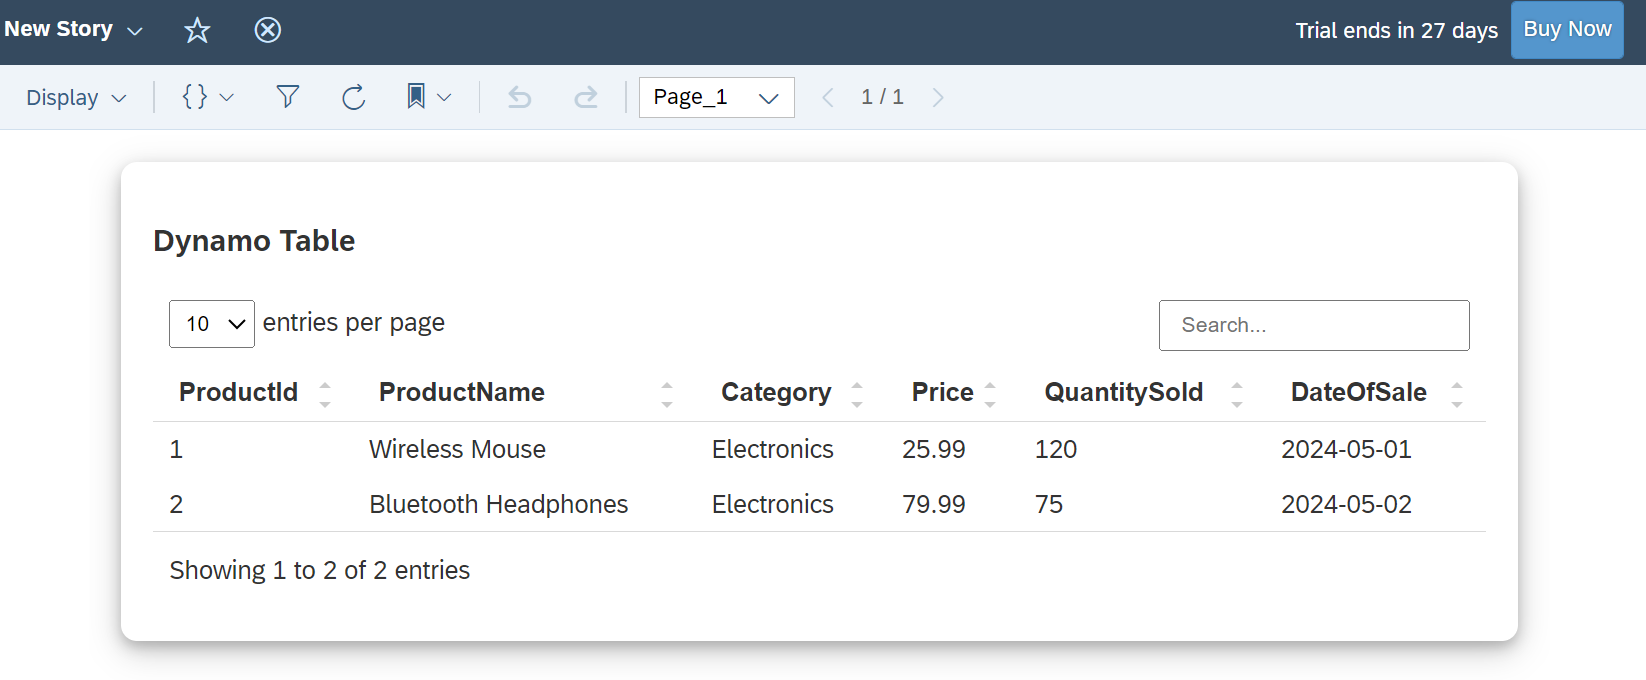 New Story
Trial ends in 27 days
Buy Now
Display
{ }
Page_1
1 / 1
Dynamo Table
10 entries per page
Search...
ProductId ProductName Category Price QuantitySold DateOfSale
1 Wireless Mouse Electronics 25.99 120 2024-05-01
2 Bluetooth Headphones Electronics 79.99 75 2024-05-02
Showing 1 to 2 of 2 entries